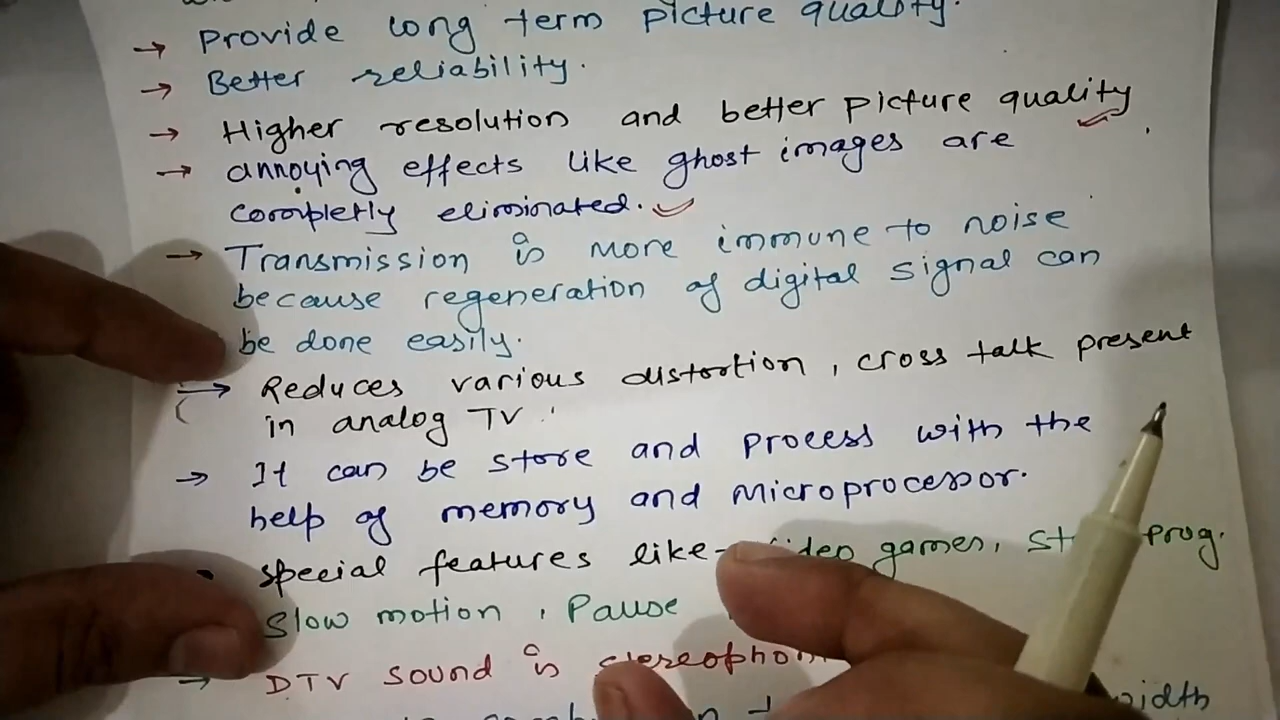 → Provide long term picture quality.
→ Better reliability.
→ Higher resolution and better picture quality
→ annoying effects like ghost images are
completly eliminated.
→ Transmission is more immune to noise
because regeneration of digital signal can
be done easily.
→ Reduces various distortion, cross talk present
in analog TV.
→ It can be store and process with the
help of memory and microprocessor.
special features like- games, prog.
Slow motion, Pause
→ DTV sound is